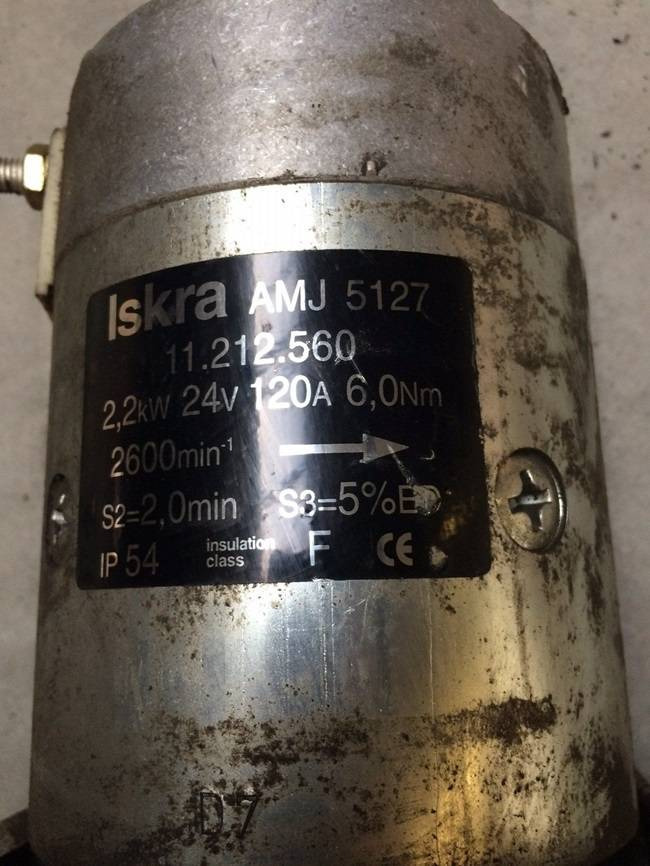 Iskra AMJ 5127
11.212.560
2,2kW 24V 120A 6,0Nm
2600min-1
S2=2,0min S3=5%ED
IP 54 insulation class F CE
D7